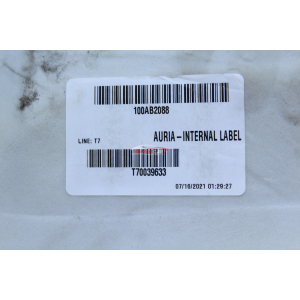 100AB2088
AURIA-INTERNAL LABEL
LINE: T7
T70039633
07/16/2021 01:29:27